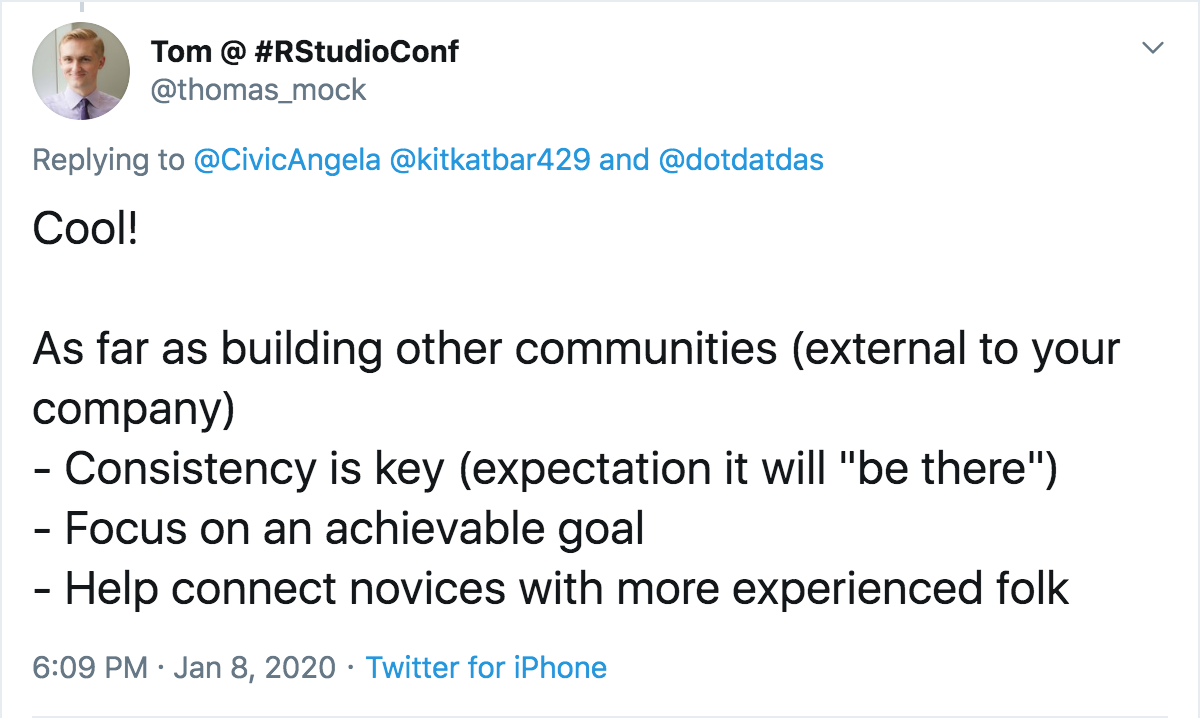 Tom @ #RStudioConf
@thomas_mock
Replying to @CivicAngela @kitkatbar429 and @dotdatdas
Cool!
As far as building other communities (external to your
company)
- Consistency is key (expectation it will "be there")
- Focus on an achievable goal
- Help connect novices with more experienced folk
6:09 PM · Jan 8, 2020 · Twitter for iPhone